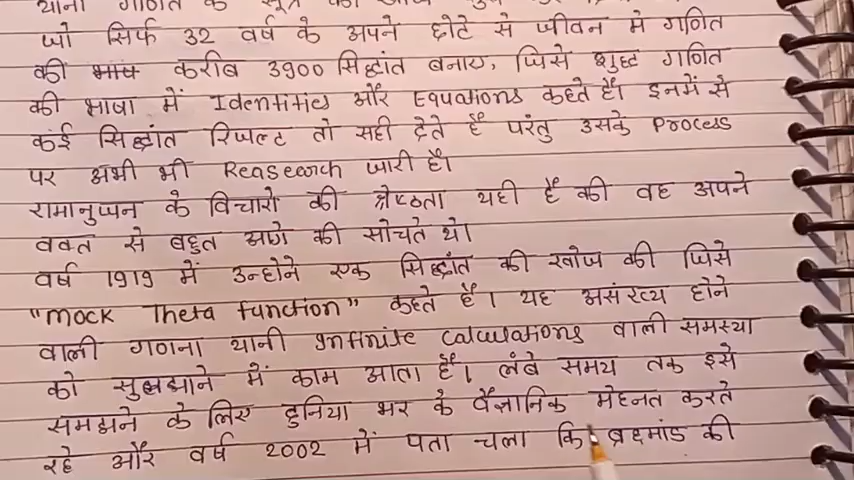 यानी गणित के सूत्र
जो सिर्फ 32 वर्ष के अपने छोटे से जीवन मे गणित
की भाष करीब 3900 सिद्धांत बनाए, जिसे शुद्ध गणित
की भाषा में Identities और Equations कहते हैं। इनमें से
कई सिद्धांत रिजल्ट तो सही देते हैं परंतु उसके Process
पर अभी भी Reasearch जारी है।
रामानुजन के विचारो की श्रेष्ठता यही है की वह अपने
वक्त से बहुत आगे की सोचते थे।
वर्ष 1919 में उन्होने एक सिद्धांत की खोज की जिसे
"Mock Theta function" कहते हैं। यह असंख्य होने
वाली गणना यानी Infinite Calculations वाली समस्या
को सुलझाने में काम आता है। लंबे समय तक इसे
समझने के लिए दुनिया भर के वैज्ञानिक मेहनत करते
रहे और वर्ष 2002 में पता चला कि ब्रह्मांड की